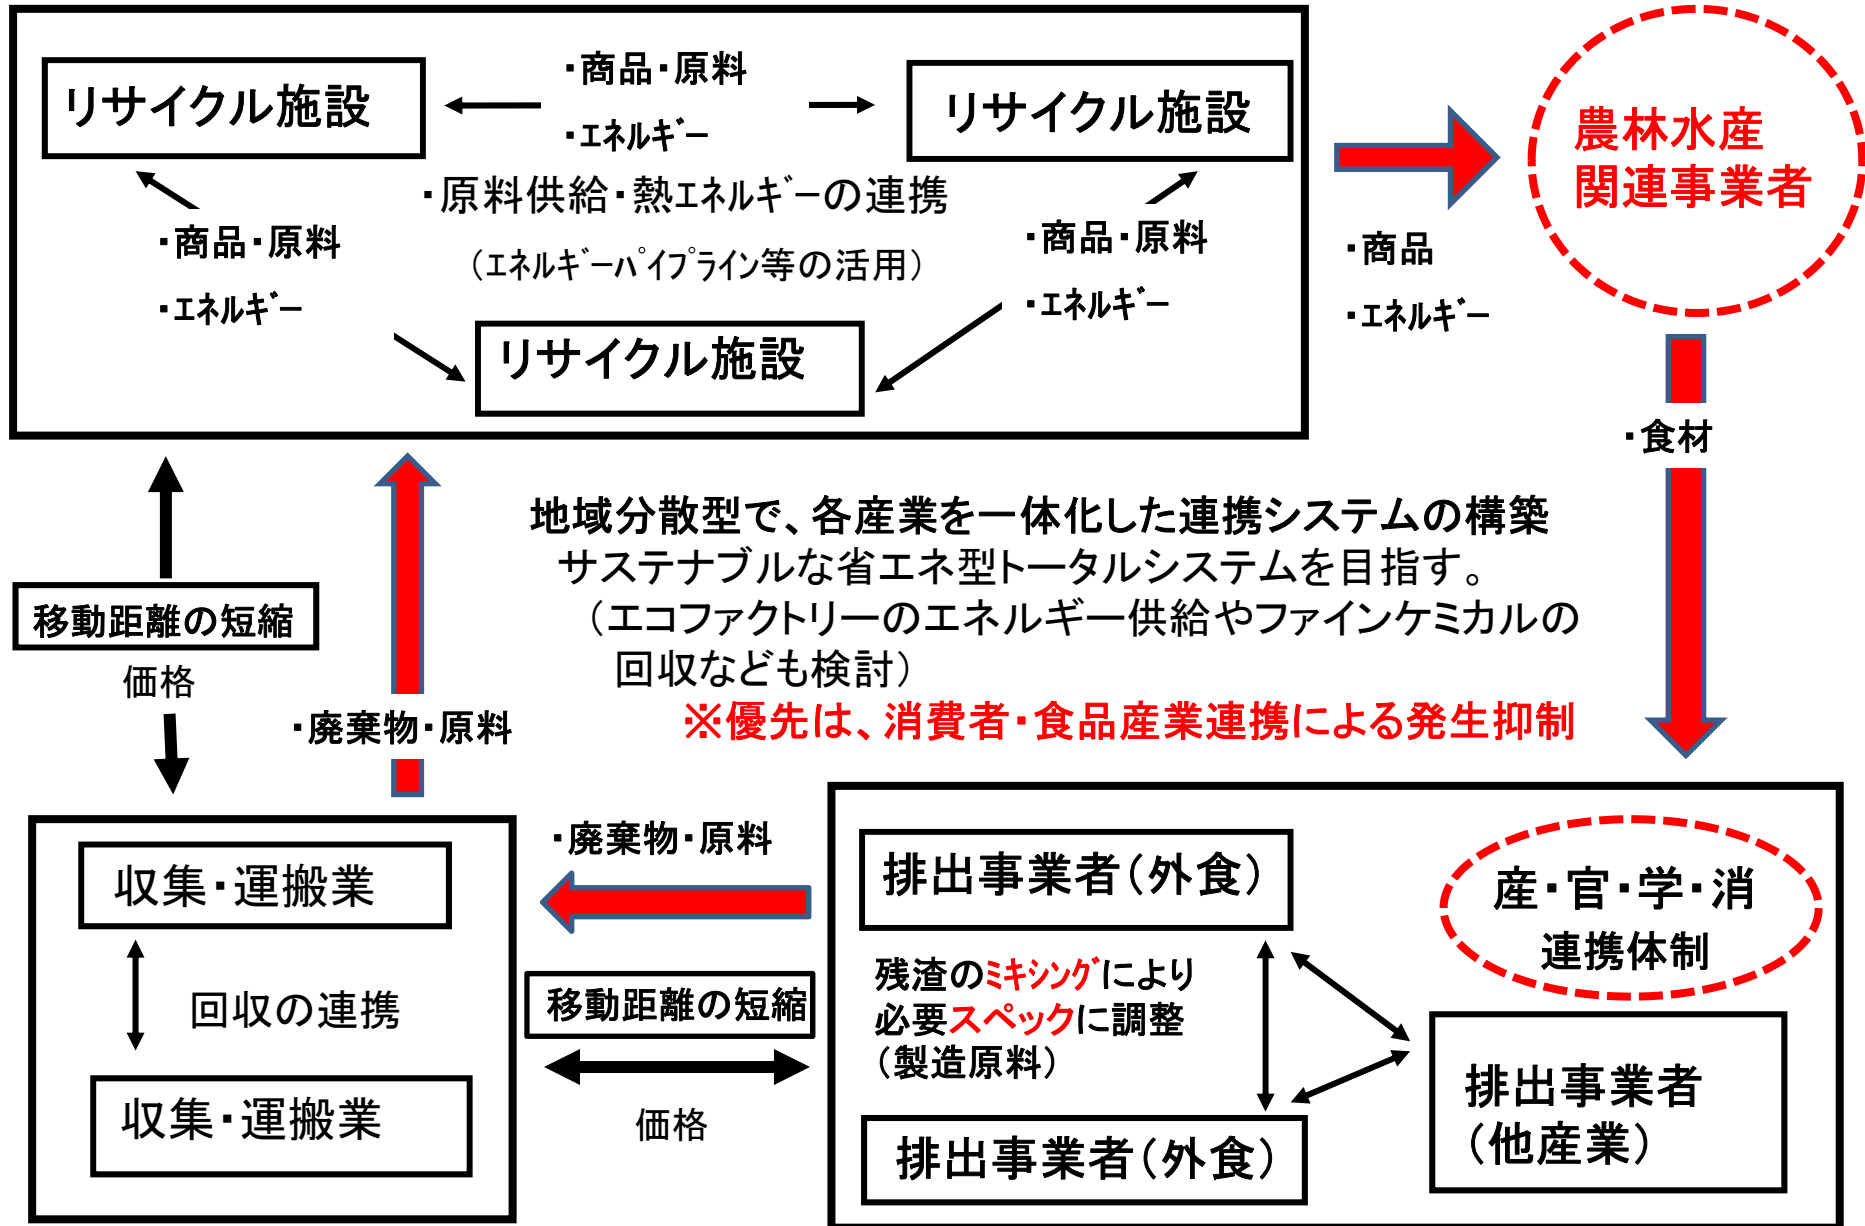 リサイクル施設
・商品・原料
・エネルギー
リサイクル施設
・原料供給・熱エネルギーの連携
（エネルギーパイプライン等の活用）
・商品・原料
・エネルギー
・商品・原料
・エネルギー
リサイクル施設
農林水産
関連事業者
・商品
・エネルギー
・食材
移動距離の短縮
価格
・廃棄物・原料
地域分散型で、各産業を一体化した連携システムの構築
サステナブルな省エネ型トータルシステムを目指す。
（エコファクトリーのエネルギー供給やファインケミカルの
回収なども検討）
※優先は、消費者・食品産業連携による発生抑制
収集・運搬業
回収の連携
収集・運搬業
・廃棄物・原料
移動距離の短縮
価格
排出事業者（外食）
残渣のミキシングにより
必要スペックに調整
（製造原料）
排出事業者（外食）
産・官・学・消
連携体制
排出事業者
（他産業）